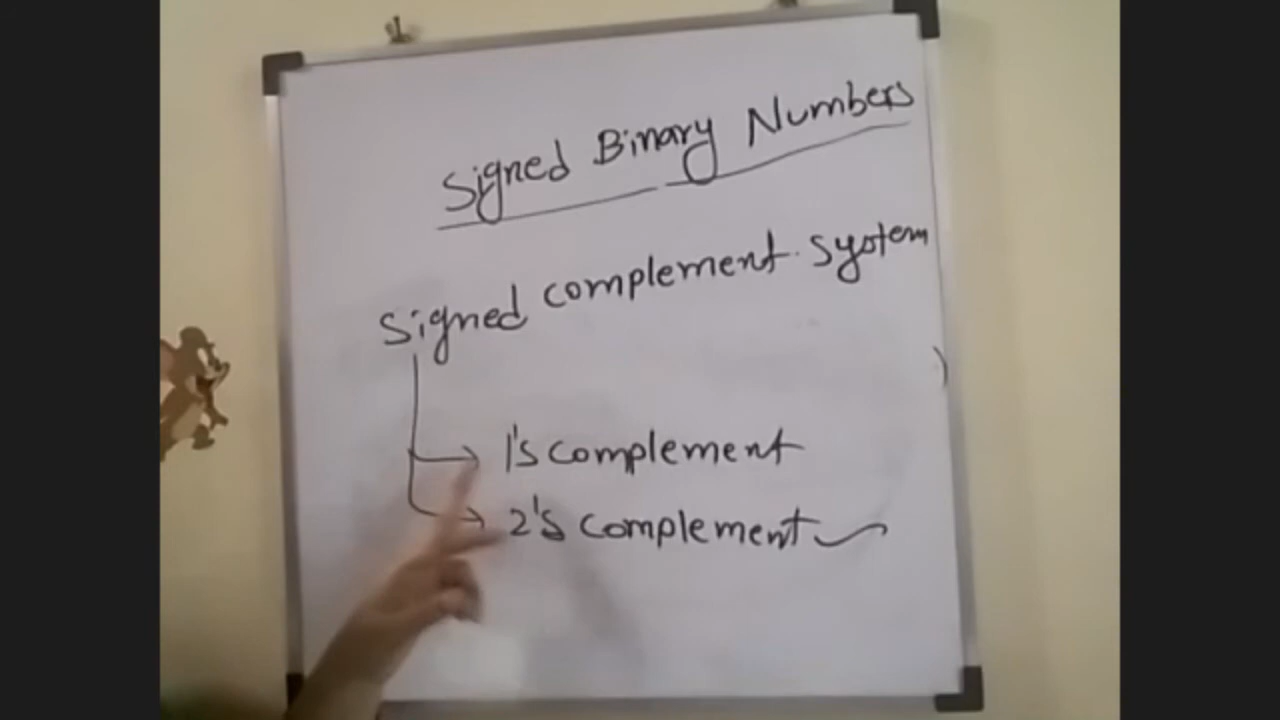 Signed Binary Numbers
Signed complement system
1's complement
2's complement